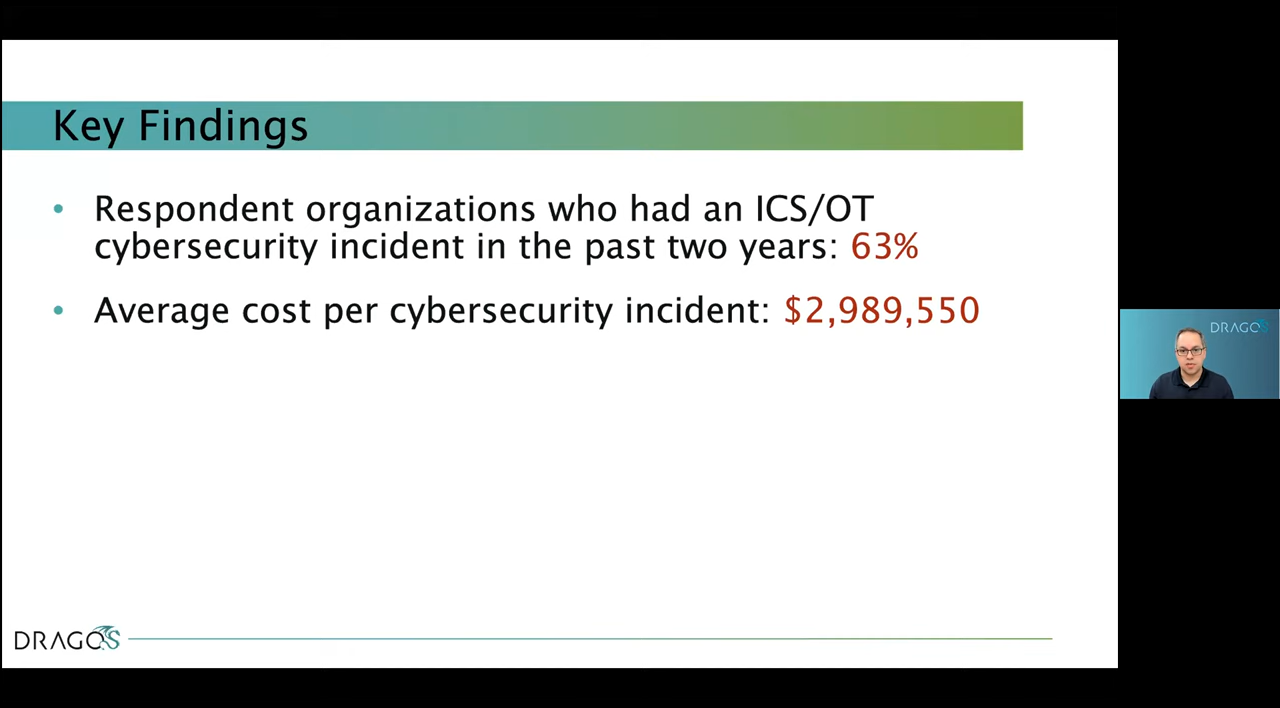 Key Findings
• Respondent organizations who had an ICS/OT
cybersecurity incident in the past two years: 63%
• Average cost per cybersecurity incident: $2,989,550
DRAGOS
DRAGOS